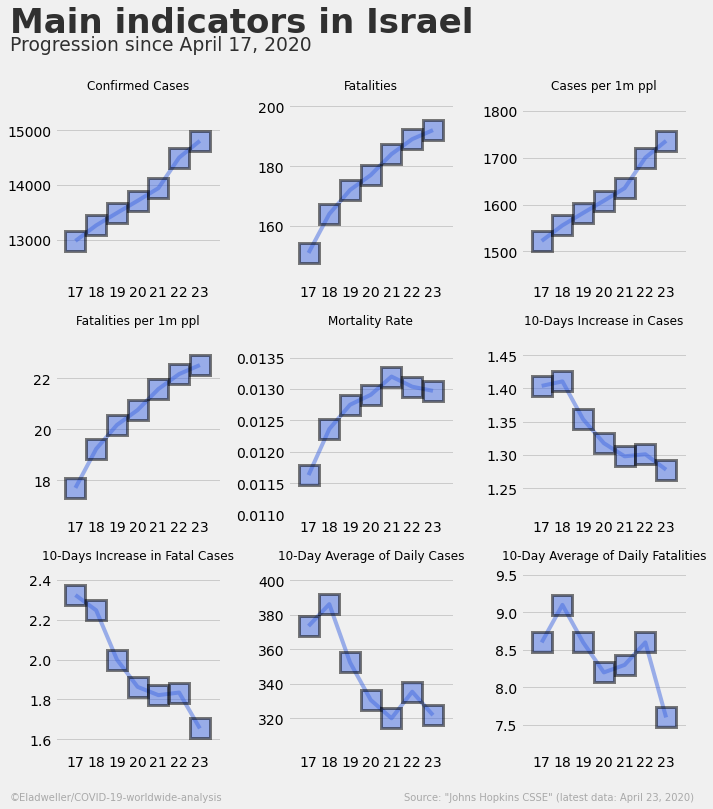 Main indicators in Israel
Progression since April 17, 2020
Confirmed Cases
15000
14000
13000
17 18 19 20 21 22 23
Fatalities
200
180
160
17 18 19 20 21 22 23
Cases per 1m ppl
1800
1700
1600
1500
17 18 19 20 21 22 23
Fatalities per 1m ppl
22
20
18
17 18 19 20 21 22 23
Mortality Rate
0.0135
0.0130
0.0125
0.0120
0.0115
0.0110
17 18 19 20 21 22 23
10-Days Increase in Cases
1.45
1.40
1.35
1.30
1.25
17 18 19 20 21 22 23
10-Days Increase in Fatal Cases
2.4
2.2
2.0
1.8
1.6
17 18 19 20 21 22 23
10-Day Average of Daily Cases
400
380
360
340
320
17 18 19 20 21 22 23
10-Day Average of Daily Fatalities
9.5
9.0
8.5
8.0
7.5
17 18 19 20 21 22 23
©Eladweller/COVID-19-worldwide-analysis
Source: "Johns Hopkins CSSE" (latest data: April 23, 2020)